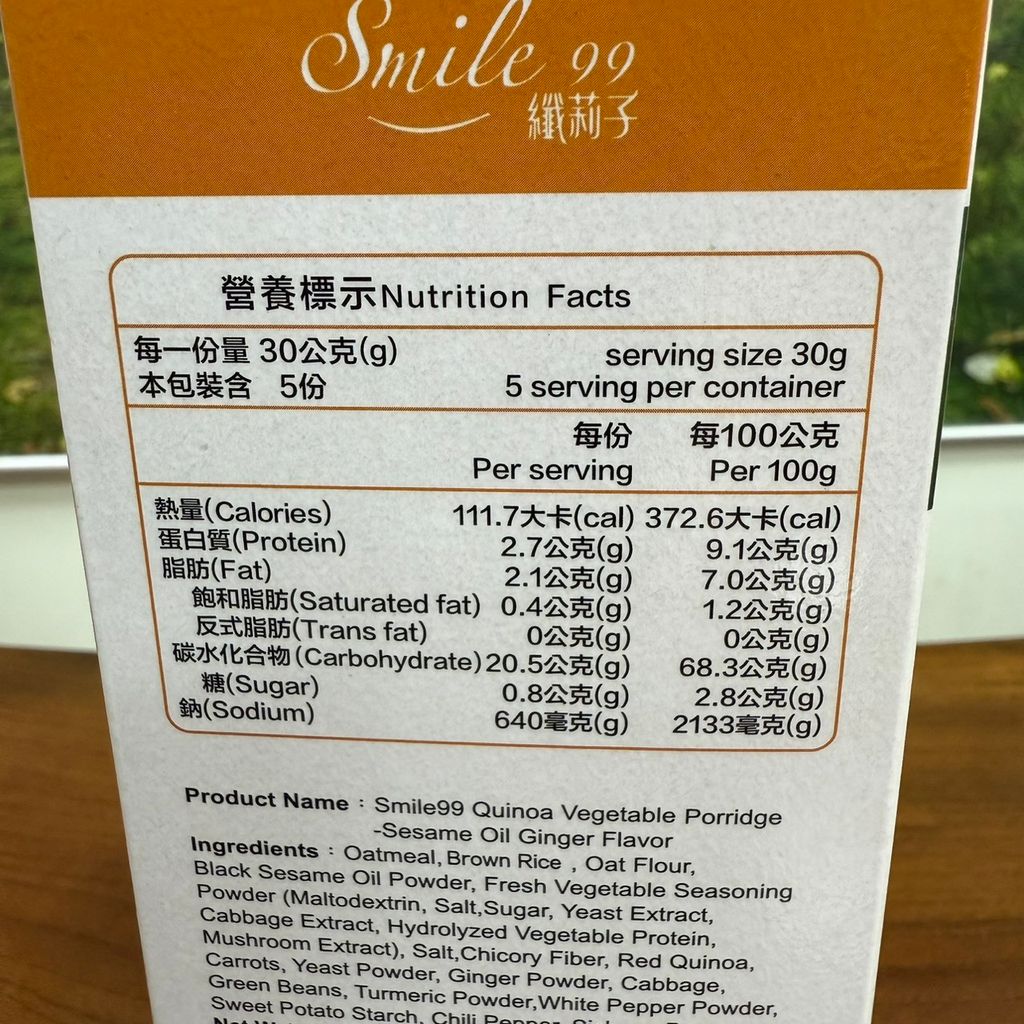 Smile 99
纖莉子
營養標示Nutrition Facts
每一份量 30公克(g) serving size 30g
本包裝含 5份 5 serving per container
每份 每100公克
Per serving Per 100g
熱量(Calories) 111.7大卡(cal) 372.6大卡(cal)
蛋白質(Protein) 2.7公克(g) 9.1公克(g)
脂肪(Fat) 2.1公克(g) 7.0公克(g)
飽和脂肪(Saturated fat) 0.4公克(g) 1.2公克(g)
反式脂肪(Trans fat) 0公克(g) 0公克(g)
碳水化合物(Carbohydrate) 20.5公克(g) 68.3公克(g)
糖(Sugar) 0.8公克(g) 2.8公克(g)
鈉(Sodium) 640毫克(g) 2133毫克(g)
Product Name：Smile99 Quinoa Vegetable Porridge
-Sesame Oil Ginger Flavor
Ingredients：Oatmeal, Brown Rice , Oat Flour,
Black Sesame Oil Powder, Fresh Vegetable Seasoning
Powder (Maltodextrin, Salt,Sugar, Yeast Extract,
Cabbage Extract, Hydrolyzed Vegetable Protein,
Mushroom Extract), Salt,Chicory Fiber, Red Quinoa,
Carrots, Yeast Powder, Ginger Powder, Cabbage,
Green Beans, Turmeric Powder,White Pepper Powder,
Sweet Potato Starch, Chili Pepper